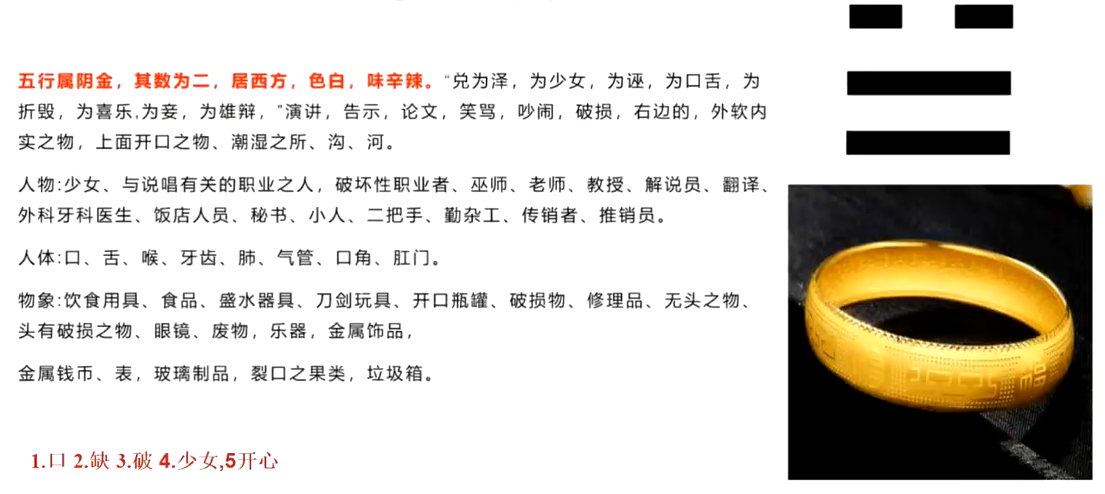 五行属阴金，其数为二，居西方，色白，味辛辣。“兑为泽，为少女，为诬，为口舌，为
折毁，为喜乐,为妾，为雄辩，”演讲，告示，论文，笑骂，吵闹，破损，右边的，外软内
实之物，上面开口之物、潮湿之所、沟、河。
人物:少女、与说唱有关的职业之人，破坏性职业者、巫师、老师、教授、解说员、翻译、
外科牙科医生、饭店人员、秘书、小人、二把手、勤杂工、传销者、推销员。
人体:口、舌、喉、牙齿、肺、气管、口角、肛门。
物象:饮食用具、食品、盛水器具、刀剑玩具、开口瓶罐、破损物、修理品、无头之物、
头有破损之物、眼镜、废物，乐器，金属饰品，
金属钱币、表，玻璃制品，裂口之果类，垃圾箱。
1.口 2.缺 3.破 4.少女,5开心